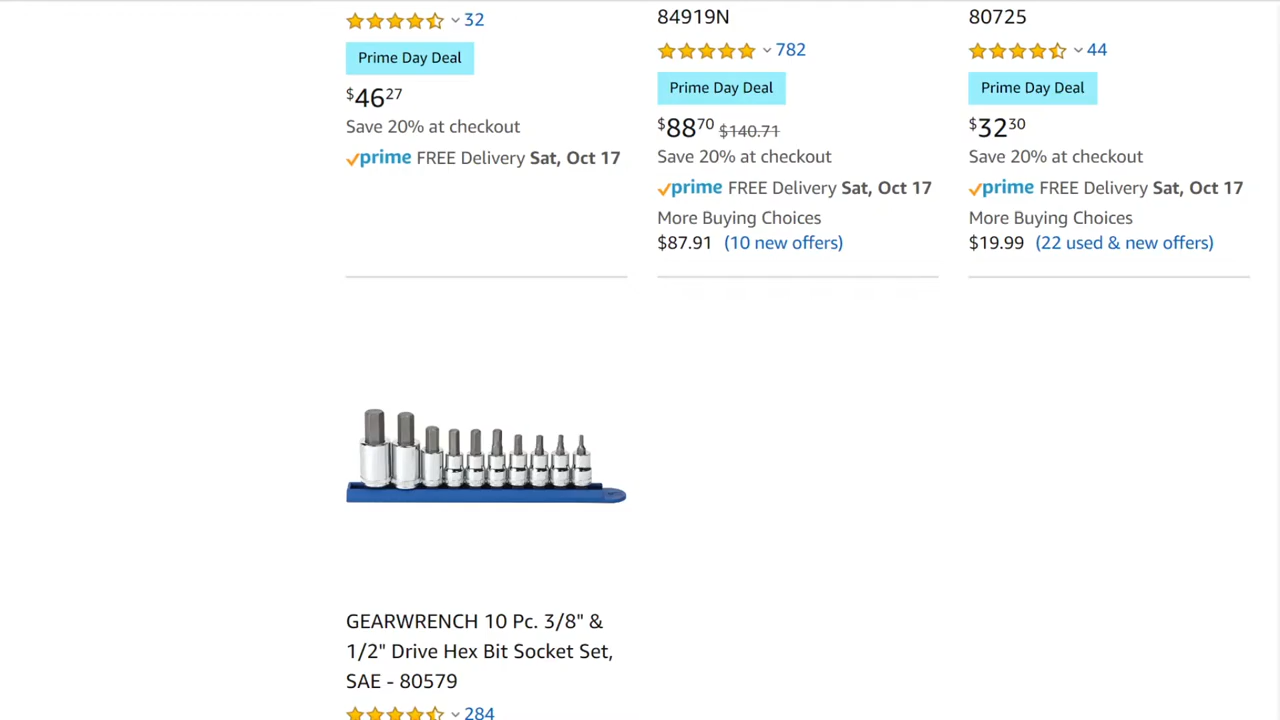 32
Prime Day Deal
$46 27
Save 20% at checkout
prime FREE Delivery Sat, Oct 17
84919N
782
Prime Day Deal
$88 70 $140.71
Save 20% at checkout
prime FREE Delivery Sat, Oct 17
More Buying Choices
$87.91 (10 new offers)
80725
44
Prime Day Deal
$32 30
Save 20% at checkout
prime FREE Delivery Sat, Oct 17
More Buying Choices
$19.99 (22 used & new offers)
GEARWRENCH 10 Pc. 3/8" &
1/2" Drive Hex Bit Socket Set,
SAE - 80579
284